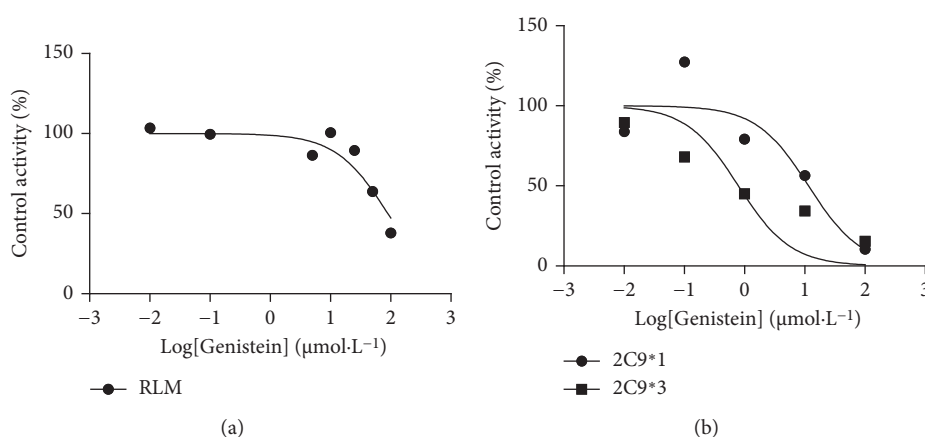 150
100
50
0
Control activity (%)
−3 −2 −1 0 1 2 3
Log[Genistein] (µmol·L−1)
RLM
(a)
150
100
50
0
Control activity (%)
−3 −2 −1 0 1 2 3
Log[Genistein] (µmol·L−1)
2C9*1
2C9*3
(b)